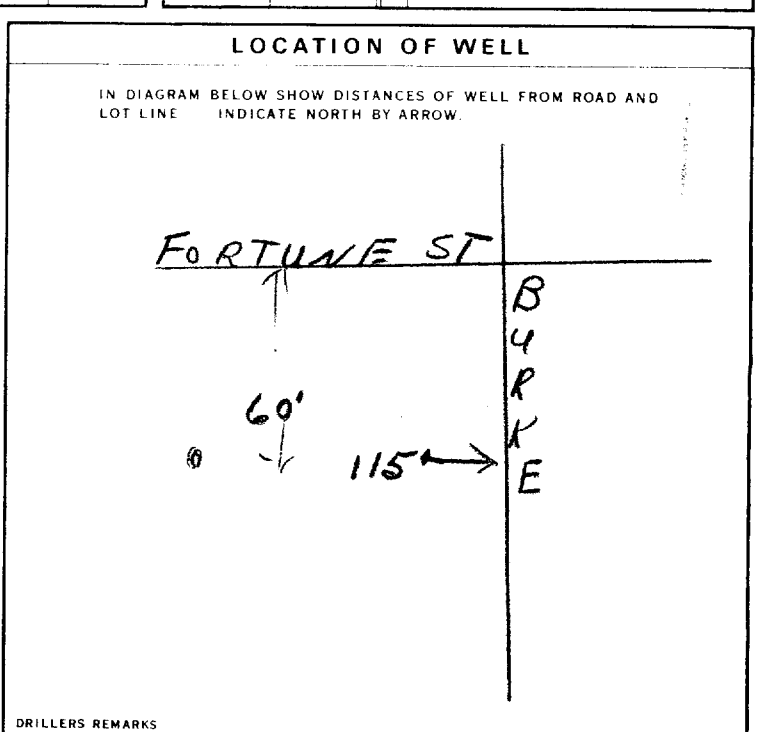 LOCATION OF WELL
IN DIAGRAM BELOW SHOW DISTANCES OF WELL FROM ROAD AND
LOT LINE INDICATE NORTH BY ARROW.
FORTUNE ST
B
U
R
K
E
60'
115'
DRILLERS REMARKS